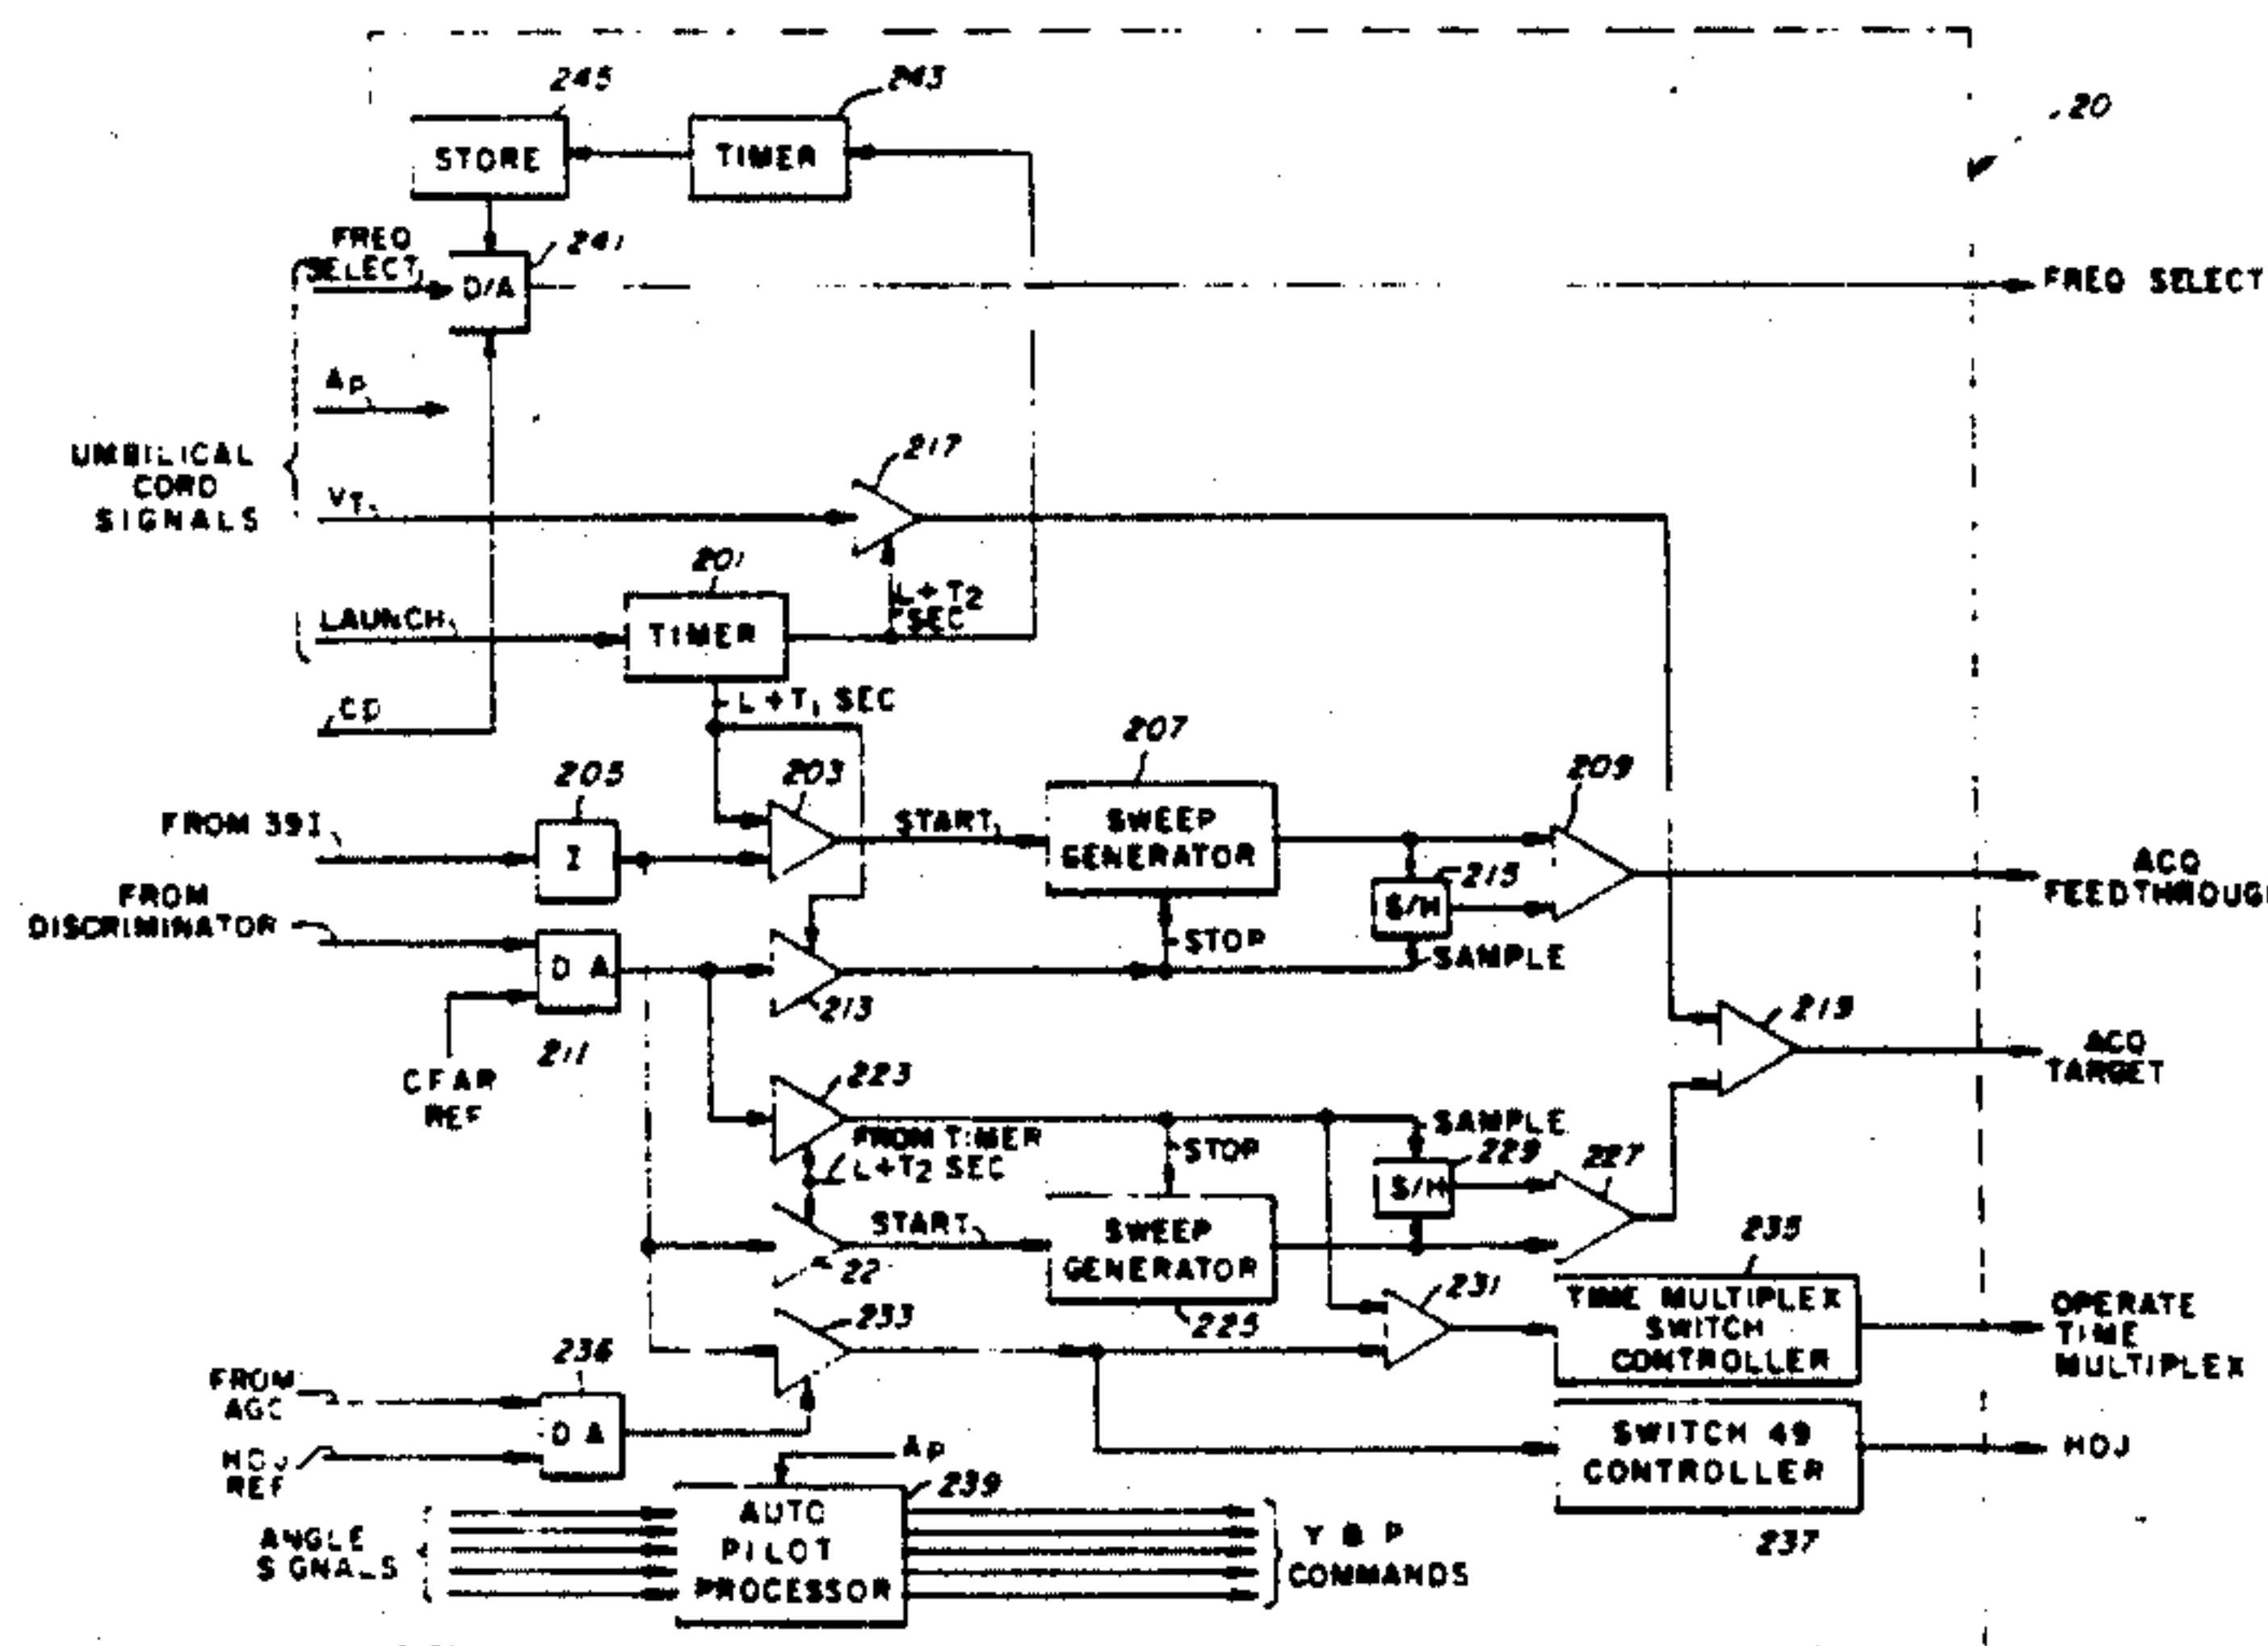 245
243
20
STORE
TIMER
FREQ
SELECT
241
D/A
FREQ SELECT
Ap
217
UMBILICAL
CORD
SIGNALS
VT
201
L+T2
SEC
LAUNCH
TIMER
L+T1 SEC
CD
207
205
203
209
FROM 39I
I
START
SWEEP
GENERATOR
ACQ
FEEDTHROUGH
FROM
DISCRIMINATOR
215
S/H
D A
STOP
SAMPLE
213
219
211
CFAR
REF
ACQ
TARGET
223
SAMPLE
FROM TIMER
L+T2 SEC
STOP
229
227
S/H
START
SWEEP
GENERATOR
235
22
231
TIME MULTIPLEX
SWITCH
CONTROLLER
OPERATE
TIME
MULTIPLEX
233
225
236
FROM
AGC
D A
HOJ
REF
SWITCH 49
CONTROLLER
HOJ
Ap
239
237
ANGLE
SIGNALS
AUTO
PILOT
PROCESSOR
Y & P
COMMANDS